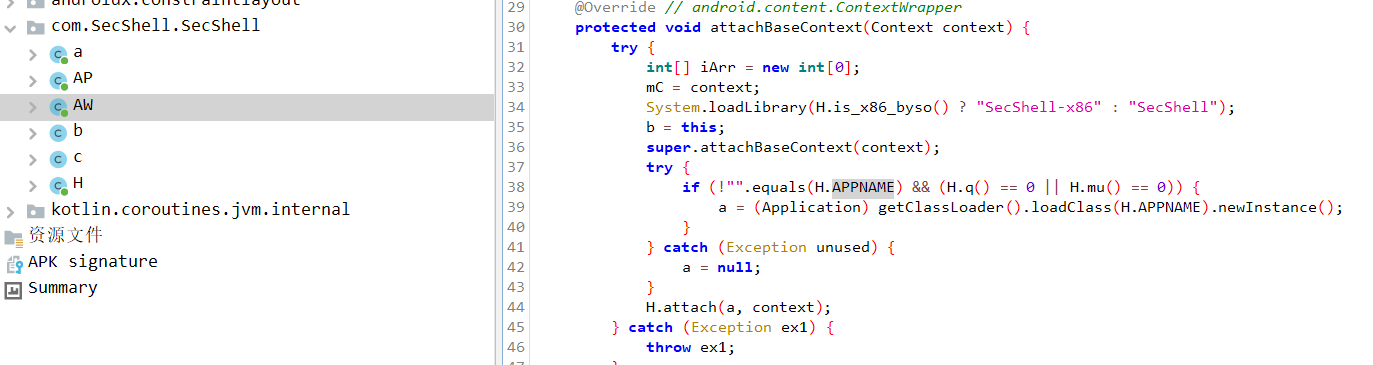 androidx.constraintlayout
com.SecShell.SecShell
a
AP
AW
b
c
H
kotlin.coroutines.jvm.internal
资源文件
APK signature
Summary
29
30
31
32
33
34
35
36
37
38
39
40
41
42
43
44
45
46
47
@Override // android.content.ContextWrapper
protected void attachBaseContext(Context context) {
try {
int[] iArr = new int[0];
mC = context;
System.loadLibrary(H.is_x86_byso() ? "SecShell-x86" : "SecShell");
b = this;
super.attachBaseContext(context);
try {
if (!"".equals(H.APPNAME) && (H.q() == 0 || H.mu() == 0)) {
a = (Application) getClassLoader().loadClass(H.APPNAME).newInstance();
}
} catch (Exception unused) {
a = null;
}
H.attach(a, context);
} catch (Exception ex1) {
throw ex1;
}